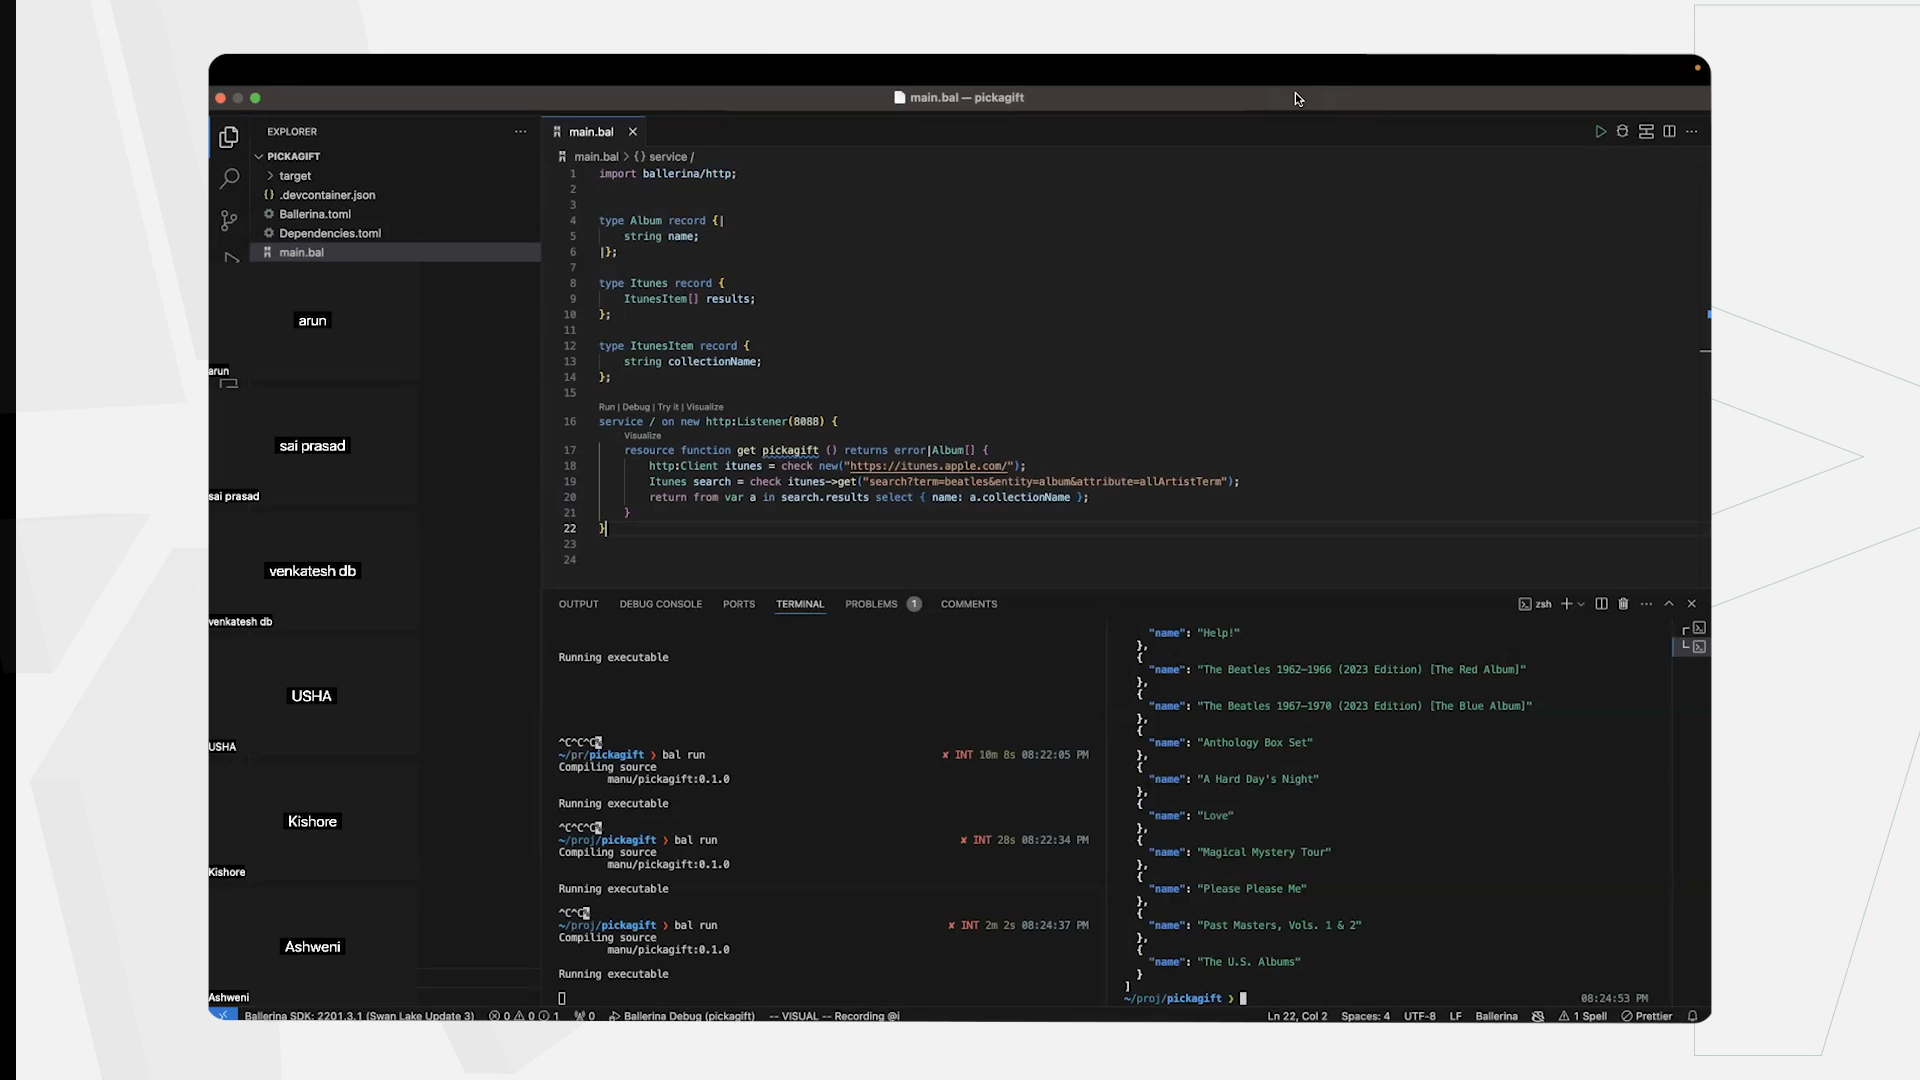 main.bal — pickagift
EXPLORER
PICKAGIFT
target
.devcontainer.json
Ballerina.toml
Dependencies.toml
main.bal
arun
arun
sai prasad
sai prasad
venkatesh db
venkatesh db
USHA
USHA
Kishore
Kishore
Ashweni
Ashweni
main.bal
main.bal > {} service /
1 import ballerina/http;
2
3
4 type Album record {|
5 string name;
6 |};
7
8 type Itunes record {
9 ItunesItem[] results;
10 };
11
12 type ItunesItem record {
13 string collectionName;
14 };
15
Run | Debug | Try it | Visualize
16 service / on new http:Listener(8088) {
Visualize
17 resource function get pickagift () returns error|Album[] {
18 http:Client itunes = check new("https://itunes.apple.com/");
19 Itunes search = check itunes->get("search?term=beatles&entity=album&attribute=allArtistTerm");
20 return from var a in search.results select { name: a.collectionName };
21 }
22 }
23
24
OUTPUT DEBUG CONSOLE PORTS TERMINAL PROBLEMS 1 COMMENTS
zsh
Running executable
^C^C^C%
~/pr/pickagift ❯ bal run ✘ INT 10m 8s 08:22:05 PM
Compiling source
manu/pickagift:0.1.0
Running executable
^C^C^C%
~/proj/pickagift ❯ bal run ✘ INT 28s 08:22:34 PM
Compiling source
manu/pickagift:0.1.0
Running executable
^C^C%
~/proj/pickagift ❯ bal run ✘ INT 2m 2s 08:24:37 PM
Compiling source
manu/pickagift:0.1.0
Running executable
"name": "Help!"
},
{
"name": "The Beatles 1962–1966 (2023 Edition) [The Red Album]"
},
{
"name": "The Beatles 1967–1970 (2023 Edition) [The Blue Album]"
},
{
"name": "Anthology Box Set"
},
{
"name": "A Hard Day's Night"
},
{
"name": "Love"
},
{
"name": "Magical Mystery Tour"
},
{
"name": "Please Please Me"
},
{
"name": "Past Masters, Vols. 1 & 2"
},
{
"name": "The U.S. Albums"
}
]
~/proj/pickagift ❯ 08:24:53 PM
Ballerina SDK: 2201.3.1 (Swan Lake Update 3) 0 0 1 0 Ballerina Debug (pickagift) -- VISUAL -- Recording @i Ln 22, Col 2 Spaces: 4 UTF-8 LF Ballerina 1 Spell Prettier